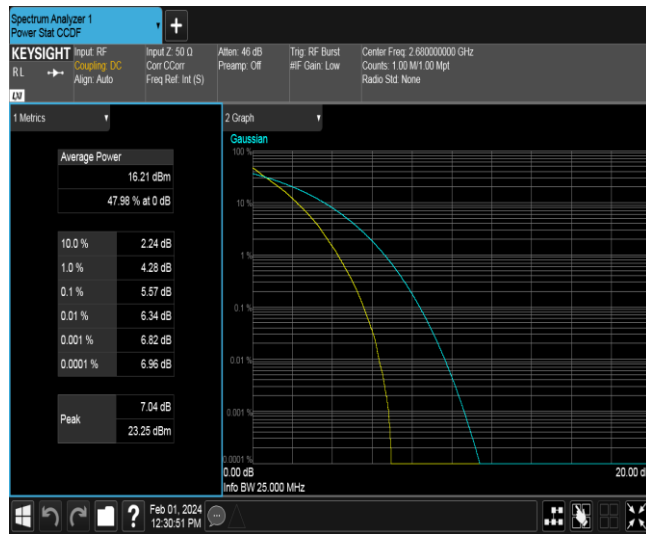 Spectrum Analyzer 1
Power Stat CCDF
+
KEYSIGHT
RL
LXI
Input: RF
Coupling: DC
Align: Auto
Input Z: 50 Ω
Corr CCorr
Freq Ref: Int (S)
Atten: 46 dB
Preamp: Off
Trig: RF Burst
#IF Gain: Low
Center Freq: 2.680000000 GHz
Counts: 1.00 M/1.00 Mpt
Radio Std: None
1 Metrics
Average Power
16.21 dBm
47.98 % at 0 dB
10.0 % 2.24 dB
1.0 % 4.28 dB
0.1 % 5.57 dB
0.01 % 6.34 dB
0.001 % 6.82 dB
0.0001 % 6.96 dB
Peak
7.04 dB
23.25 dBm
2 Graph
Gaussian
100 %
10 %
1 %
0.1 %
0.01 %
0.001 %
0.0001 %
0.00 dB
20.00 d
Info BW 25.000 MHz
?
Feb 01, 2024
12:30:51 PM